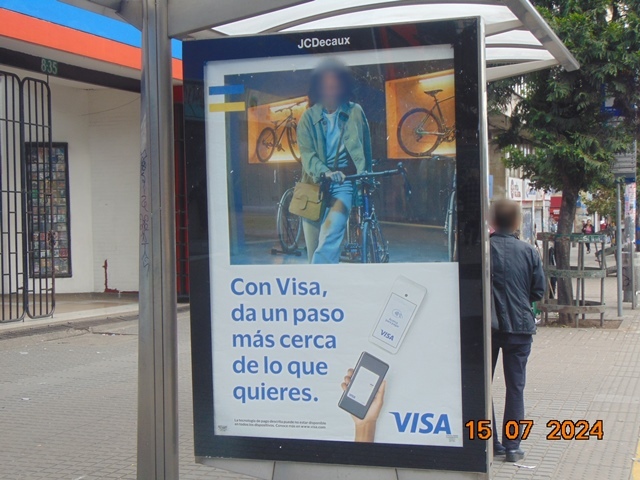 835
JCDecaux
Con Visa,
da un paso
más cerca
de lo que
quieres.
VISA
VISA
15 07 2024